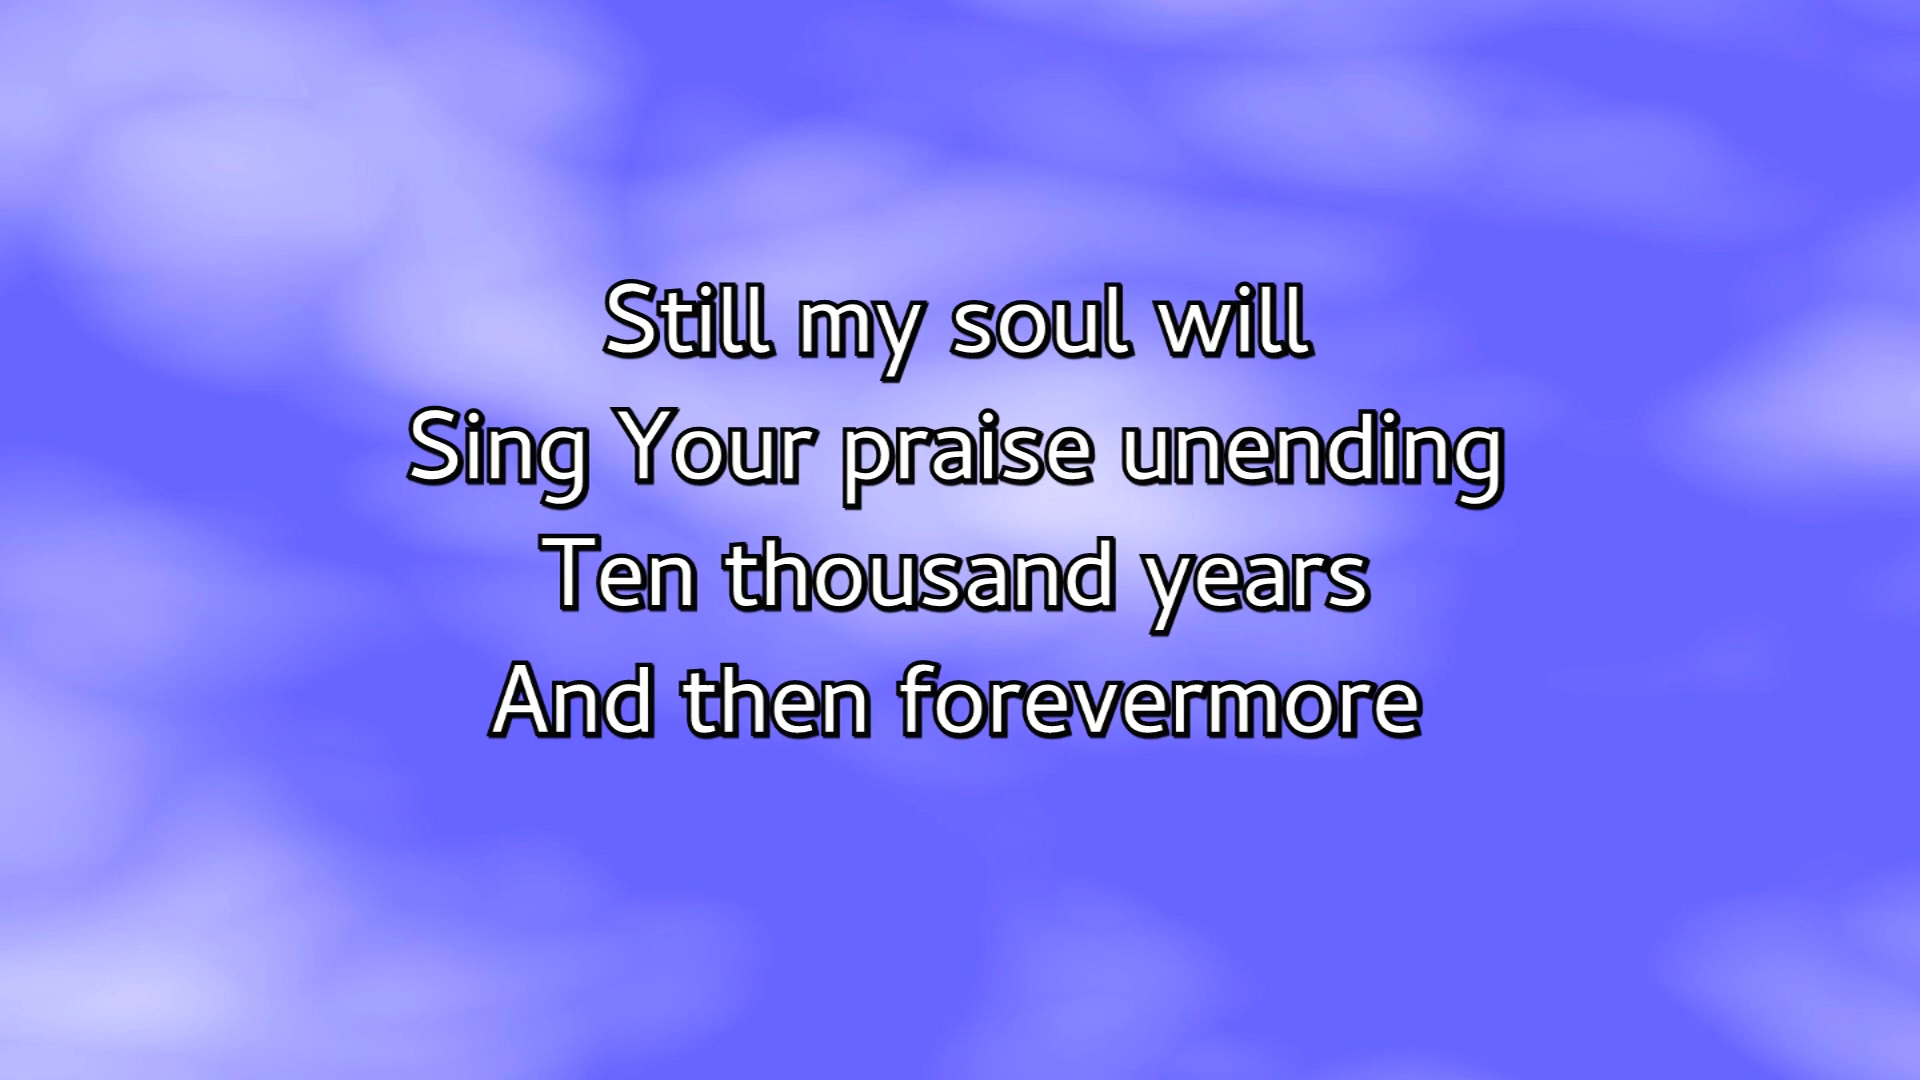 Still my soul will
Sing Your praise unending
Ten thousand years
And then forevermore